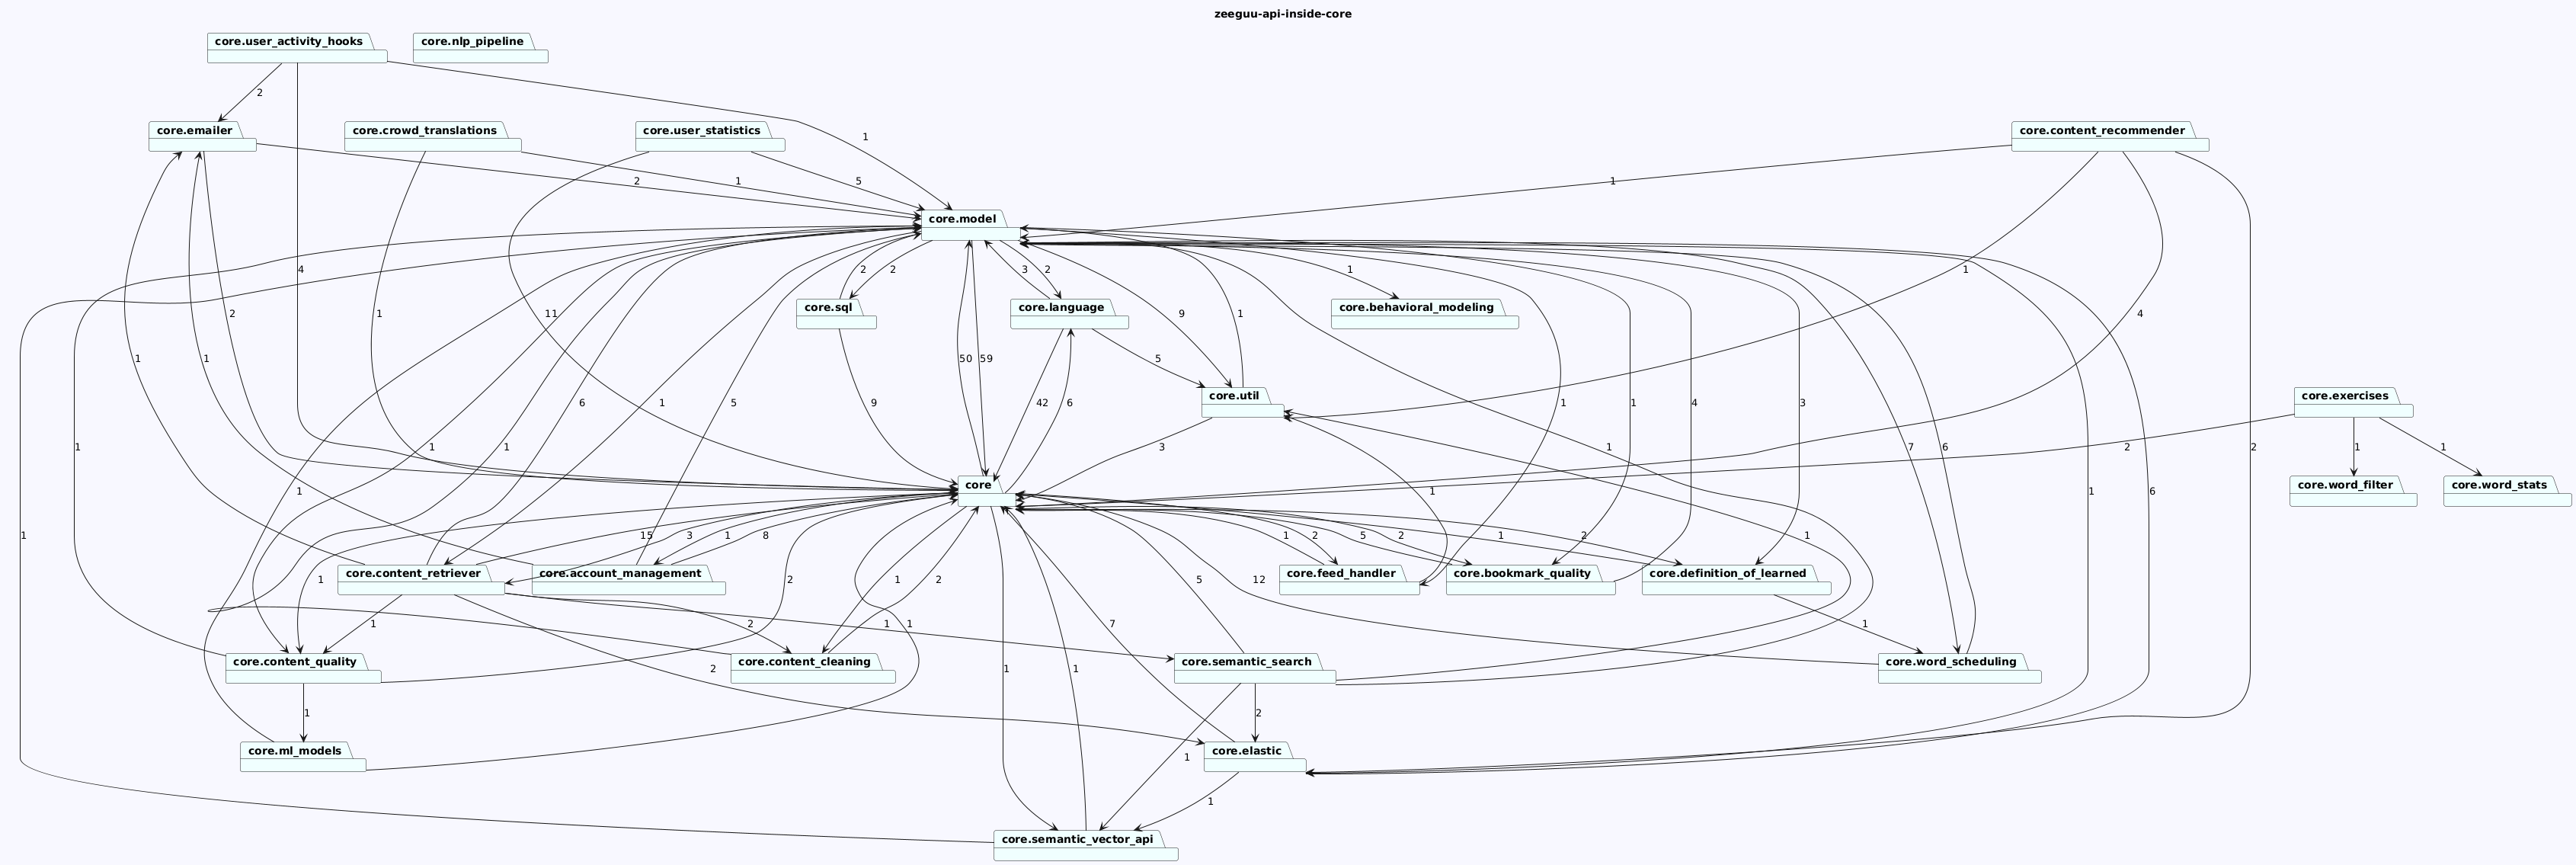 zeeguu-api-inside-core
core.user_activity_hooks
core.nlp_pipeline
2
1
core.emailer
core.crowd_translations
core.user_statistics
core.content_recommender
2
1
5
1
core.model
4
2
1
11
2
2
3
2
9
1
1
1
4
core.sql
core.language
core.behavioral_modeling
1
1
6
1
5
50
59
9
42
6
5
1
1
4
3
7
6
core.util
core.exercises
1
1
1
3
1
2
2
1
1
core
core.word_filter
core.word_stats
1
1
1
6
1
15
3
1
8
1
2
5
2
1
2
1
core.content_retriever
core.account_management
core.feed_handler
core.bookmark_quality
core.definition_of_learned
1
2
1
2
5
12
1
1
2
1
1
7
1
core.content_quality
core.content_cleaning
core.semantic_search
core.word_scheduling
2
1
1
2
1
core.ml_models
core.elastic
1
core.semantic_vector_api